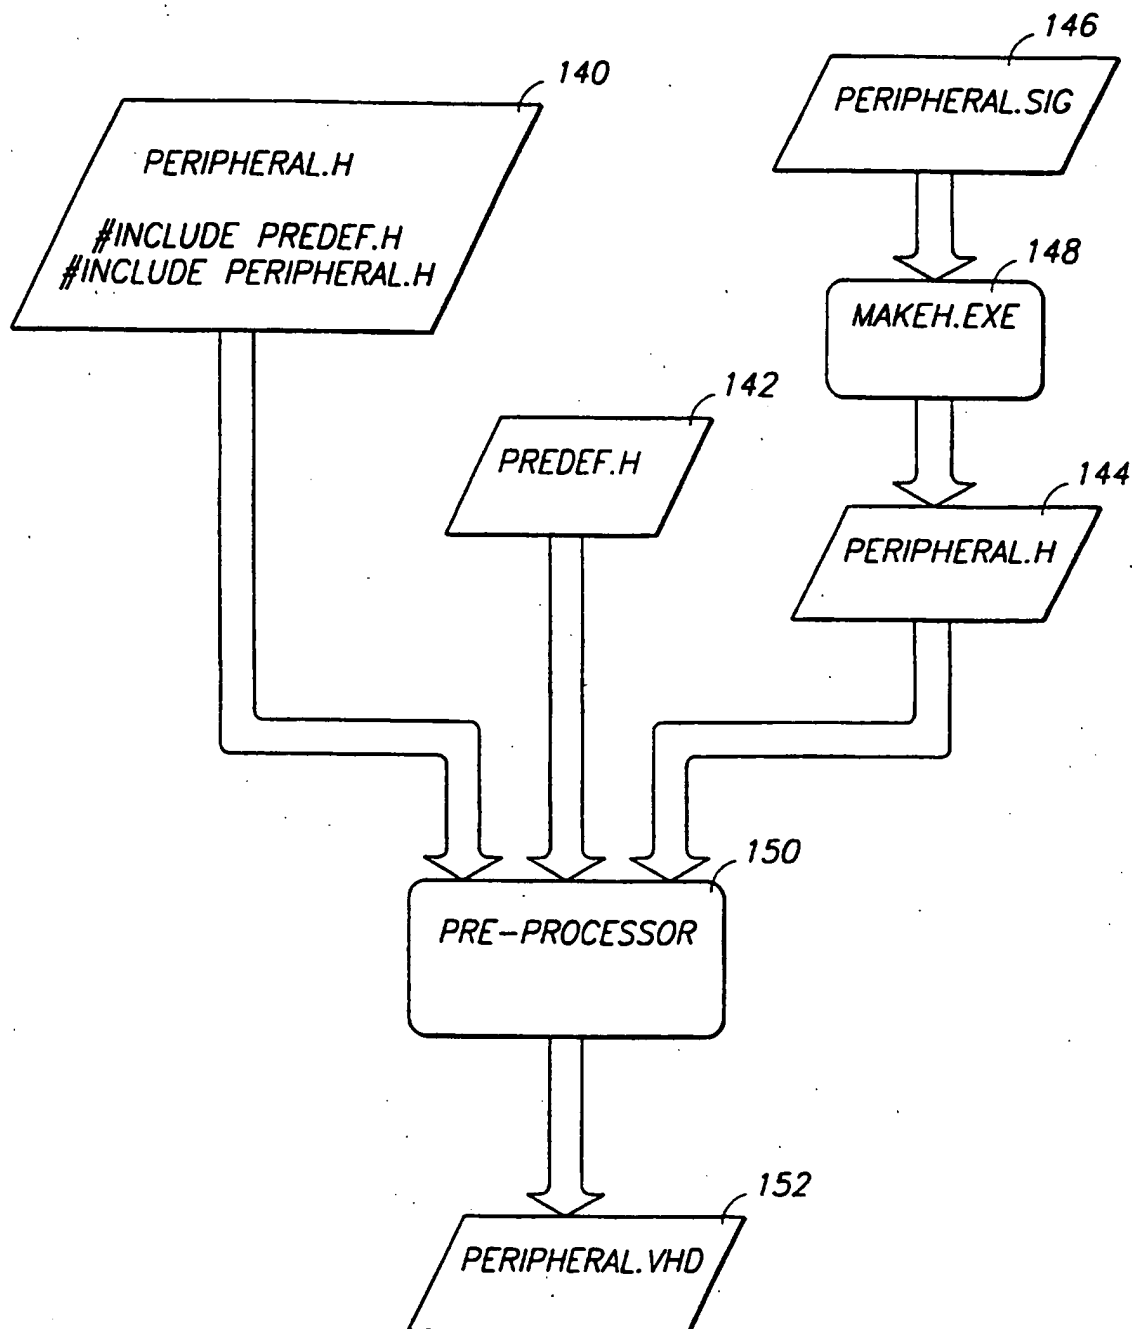 146
PERIPHERAL.SIG
140
PERIPHERAL.H
#INCLUDE PREDEF.H
#INCLUDE PERIPHERAL.H
148
MAKEH.EXE
142
PREDEF.H
144
PERIPHERAL.H
150
PRE-PROCESSOR
152
PERIPHERAL.VHD